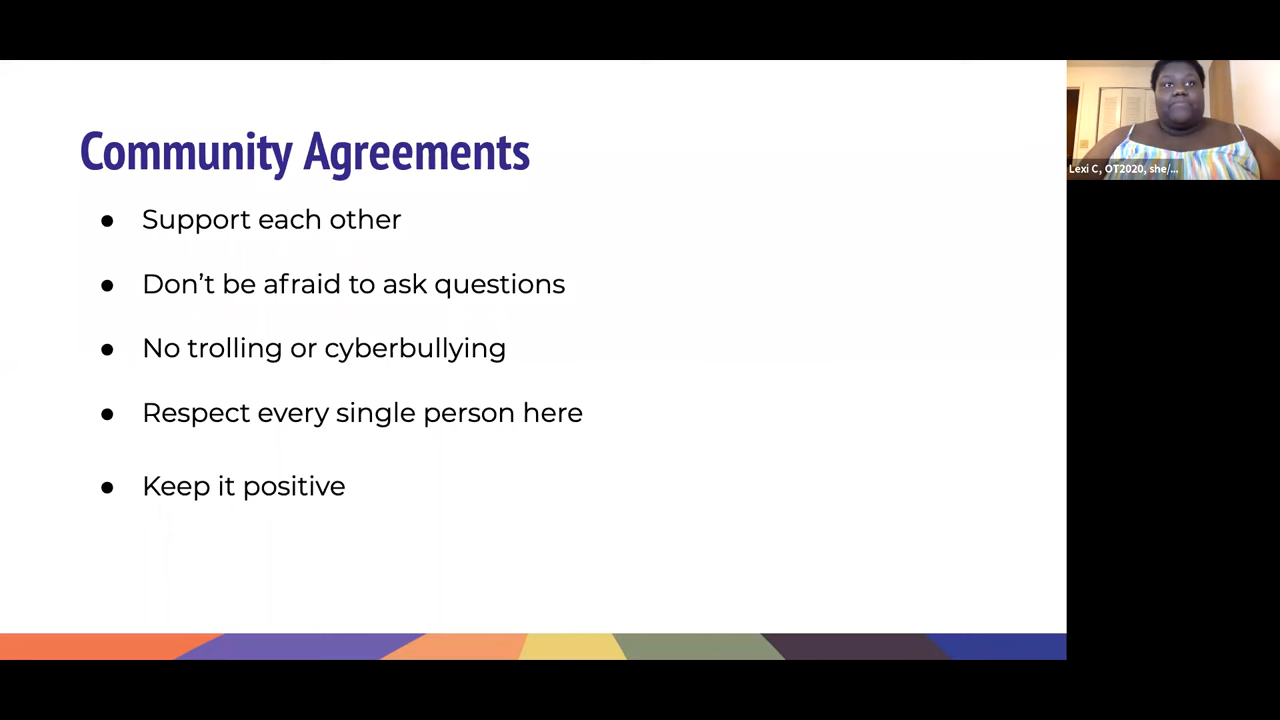 Community Agreements
● Support each other
● Don’t be afraid to ask questions
● No trolling or cyberbullying
● Respect every single person here
● Keep it positive
Lexi C, OT2020, she/...